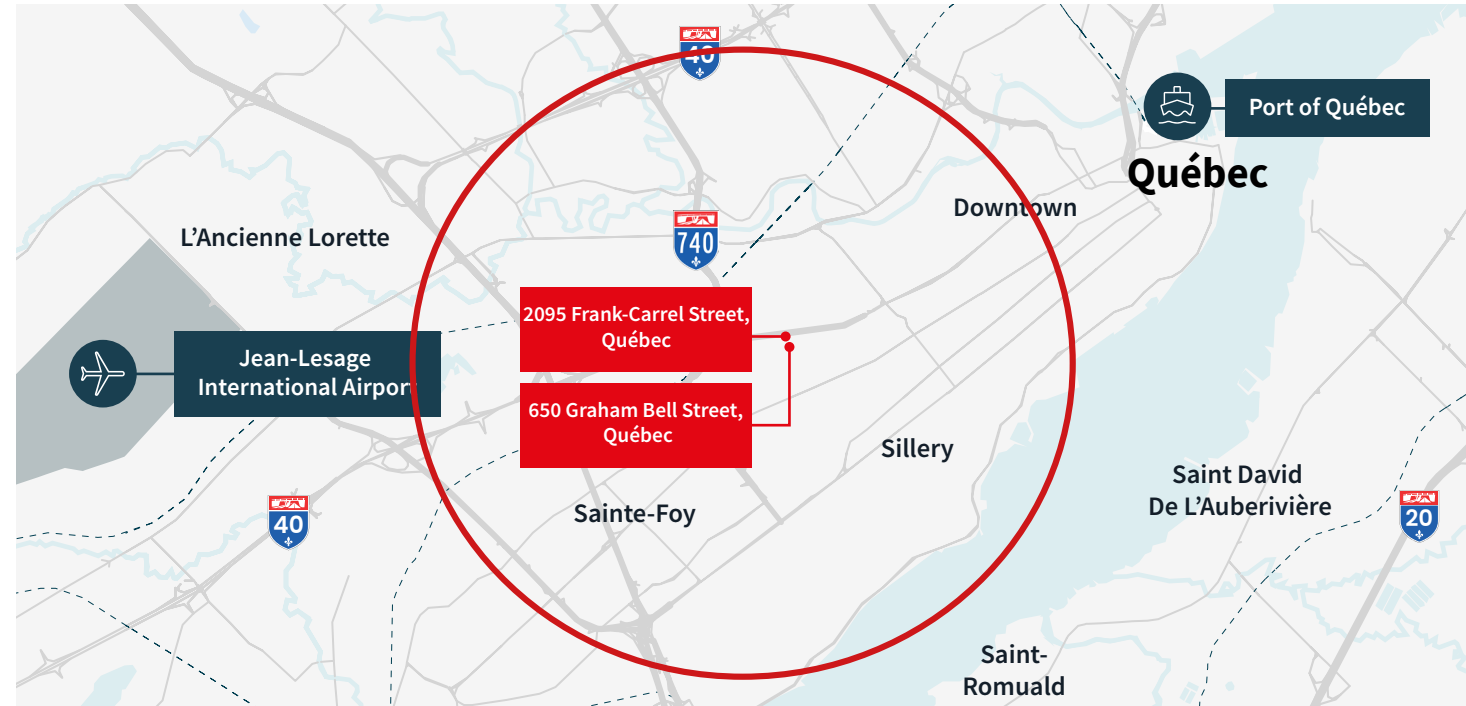 40
Port of Québec
Québec
Downtown
L’Ancienne Lorette
740
2095 Frank-Carrel Street,
Québec
Jean-Lesage
International Airport
650 Graham Bell Street,
Québec
Sillery
Saint David
De L’Auberivière
Sainte-Foy
40
20
Saint-
Romuald